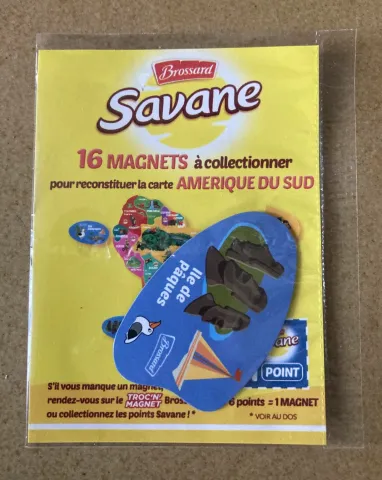 Brossard
Savane
16 MAGNETS à collectionner
pour reconstituer la carte AMERIQUE DU SUD
Ile de
pâques
Brossard
ane
POINT
S'il vous manque un magnet,
rendez-vous sur le TROC'N' MAGNET Bross 6 points = 1 MAGNET
ou collectionnez les points Savane ! * * VOIR AU DOS